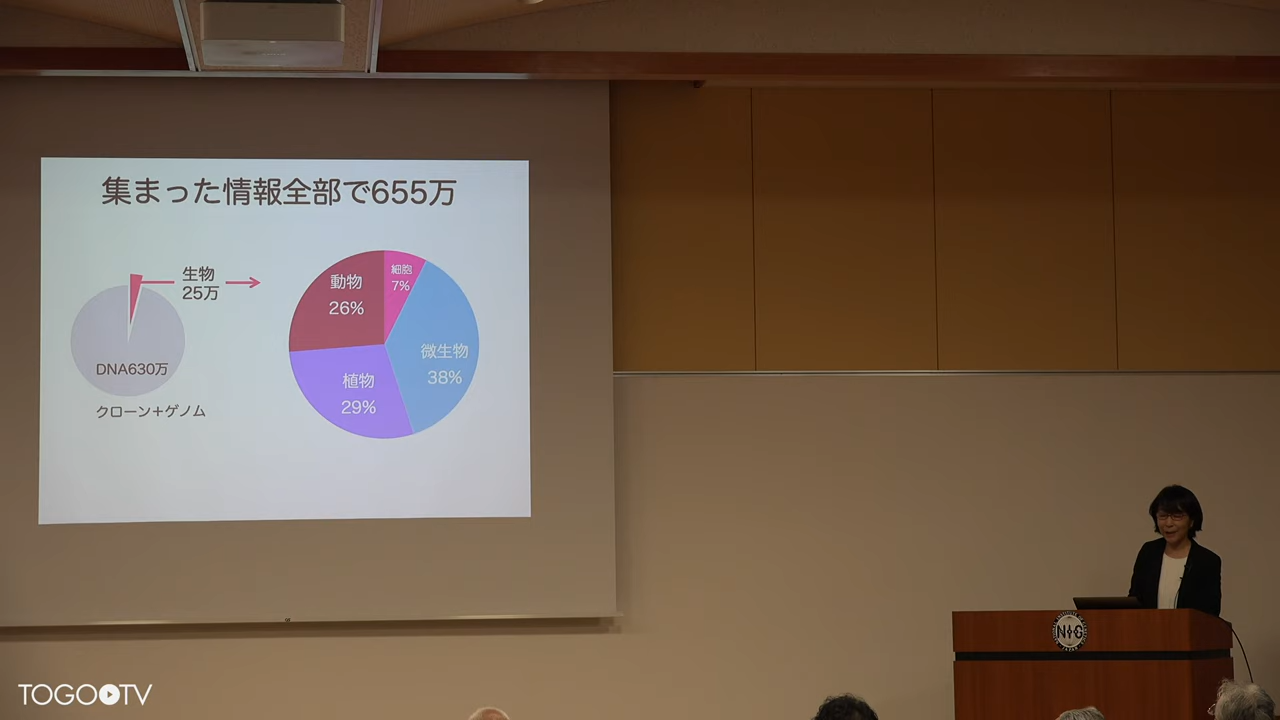 集まった情報全部で655万
生物
25万
DNA630万
クローン+ゲノム
動物
26%
細胞
7%
微生物
38%
植物
29%
NIG
TOGO TV